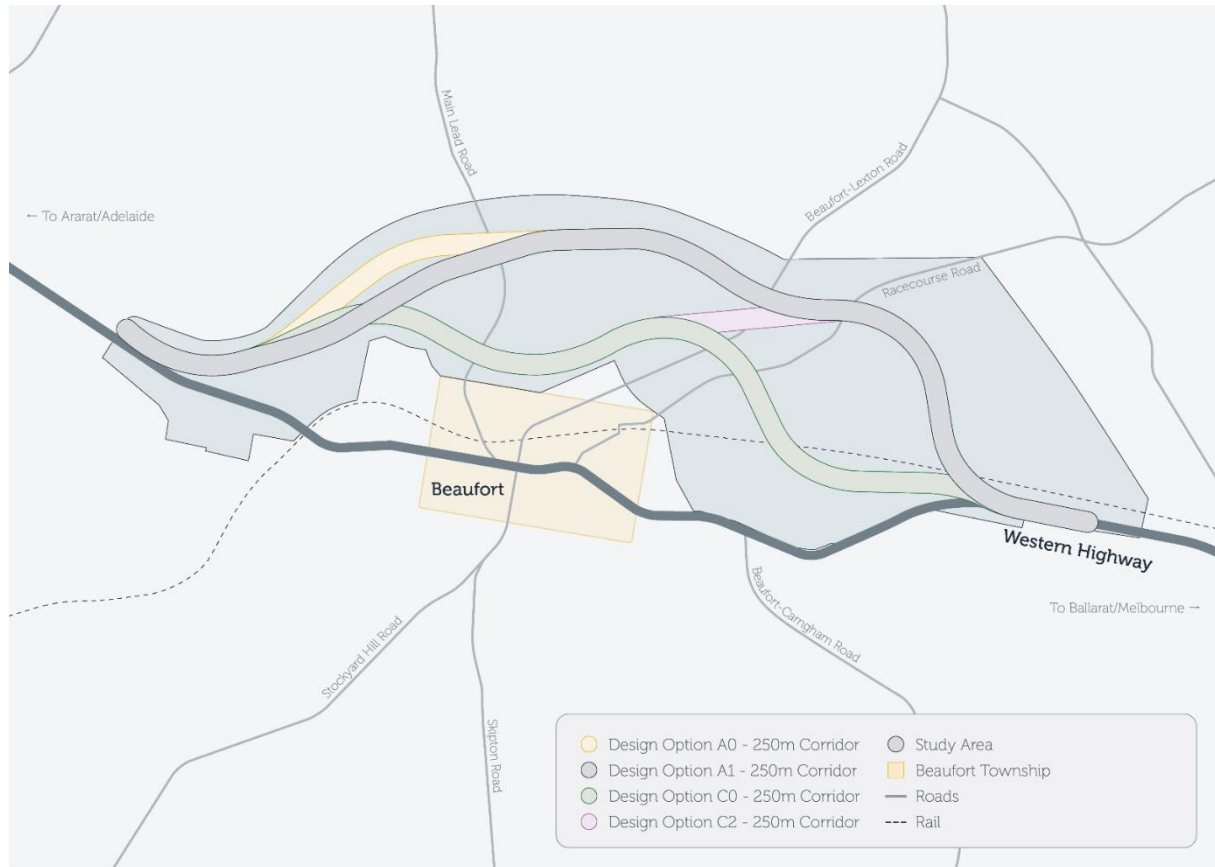 Main Lead Road
Beaufort-Lexton Road
← To Ararat/Adelaide
Racecourse Road
Beaufort
Western Highway
To Ballarat/Melbourne →
Beaufort-Carngham Road
Stockyard Hill Road
Skipton Road
Design Option A0 - 250m Corridor
Design Option A1 - 250m Corridor
Design Option C0 - 250m Corridor
Design Option C2 - 250m Corridor
Study Area
Beaufort Township
Roads
Rail